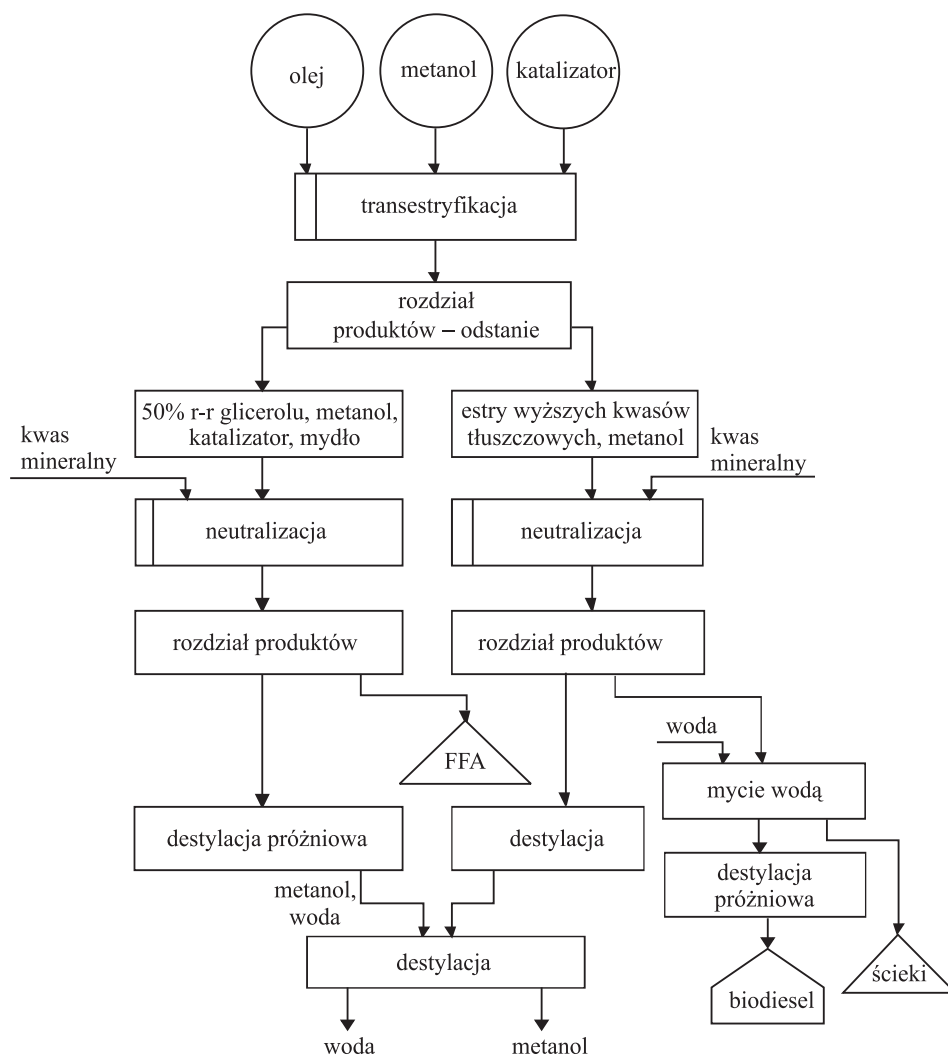 olej
metanol
katalizator
transestryfikacja
rozdział
produktów – odstanie
50% r-r glicerolu, metanol,
katalizator, mydło
estry wyższych kwasów
tłuszczowych, metanol
kwas
mineralny
kwas
mineralny
neutralizacja
neutralizacja
rozdział produktów
rozdział produktów
FFA
woda
mycie wodą
destylacja próżniowa
destylacja
destylacja
próżniowa
metanol,
woda
destylacja
biodiesel
ścieki
woda
metanol